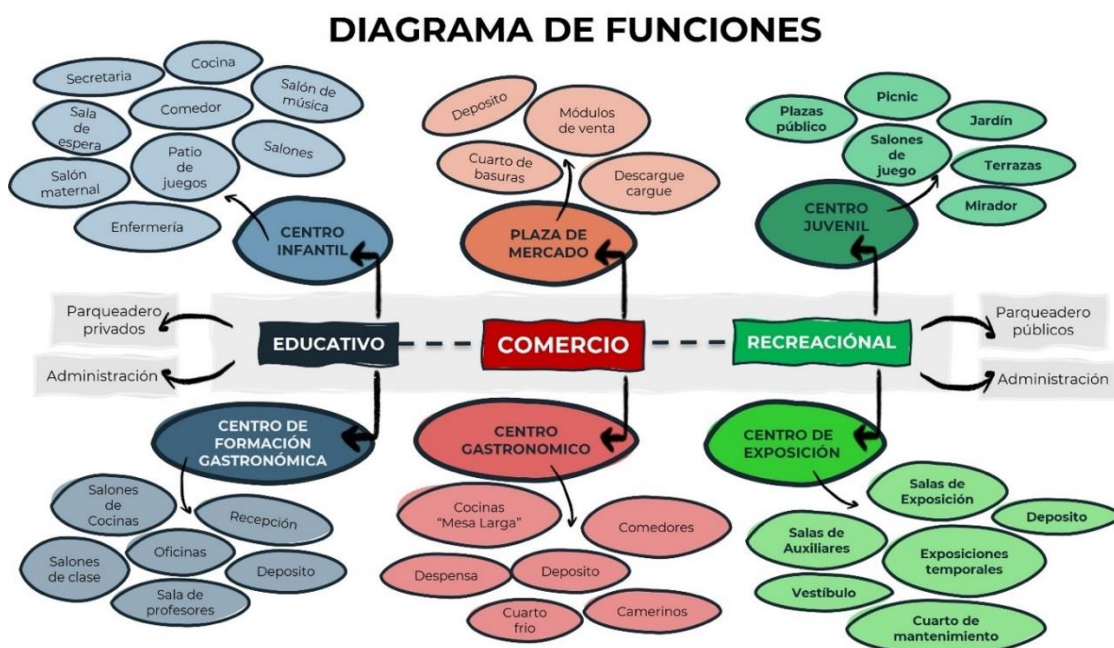 DIAGRAMA DE FUNCIONES
Secretaria
Cocina
Salón de
música
Sala
de
espera
Comedor
Salones
Salón
maternal
Patio
de
juegos
Enfermería
CENTRO
INFANTIL
Deposito
Módulos
de venta
Cuarto de
basuras
Descargue
cargue
PLAZA DE
MERCADO
Plazas
público
Picnic
Jardín
Salones
de
juego
Terrazas
Mirador
CENTRO
JUVENIL
Parqueadero
privados
Administración
EDUCATIVO
COMERCIO
RECREACIÓNAL
Parqueadero
públicos
Administración
CENTRO DE
FORMACIÓN
GASTRONÓMICA
Salones
de
Cocinas
Recepción
Salones
de clase
Oficinas
Deposito
Sala de
profesores
CENTRO
GASTRONOMICO
Cocinas
"Mesa Larga"
Comedores
Despensa
Deposito
Cuarto
frio
Camerinos
CENTRO DE
EXPOSICIÓN
Salas de
Exposición
Deposito
Salas de
Auxiliares
Exposiciones
temporales
Vestíbulo
Cuarto de
mantenimiento